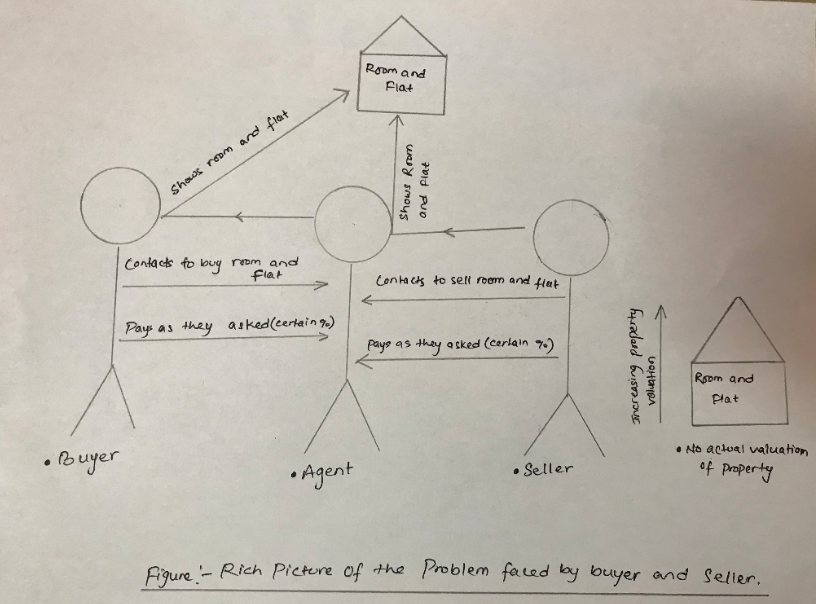 Room and
Flat
Shows room and flat
Shows Room
and Flat
Contacts to buy room and
flat
Contacts to sell room and flat
Pays as they asked (certain %)
Pays as they asked (certain %)
Increasing property
valuation
Room and
Flat
• No actual valuation
of property
• Buyer
• Agent
• Seller
Figure:- Rich Picture Of the Problem faced by buyer and Seller.